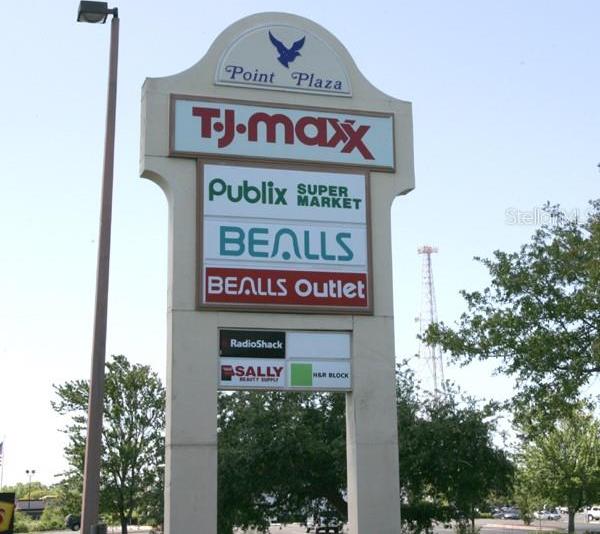 Point Plaza
T•J•maxx
Publix SUPER MARKET
BEALLS
BEALLS Outlet
RadioShack
SALLY
BEAUTY SUPPLY
H&R BLOCK